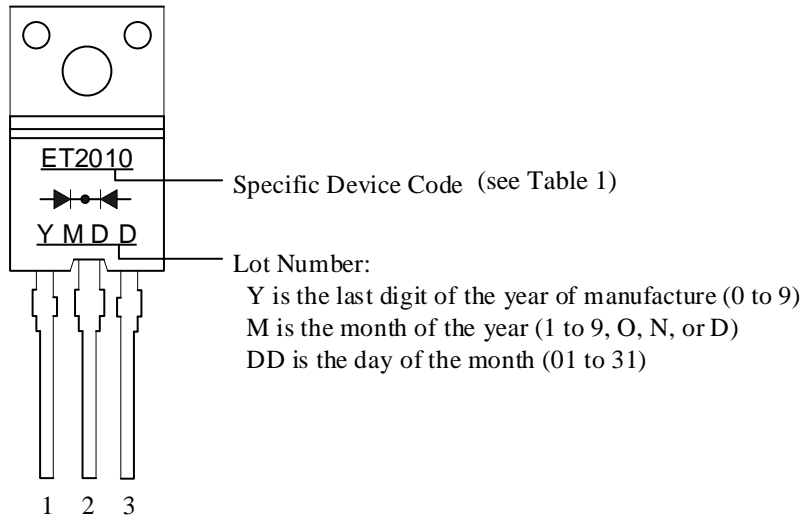 ET2010
Specific Device Code (see Table 1)
Y M D D
Lot Number:
Y is the last digit of the year of manufacture (0 to 9)
M is the month of the year (1 to 9, O, N, or D)
DD is the day of the month (01 to 31)
1 2 3